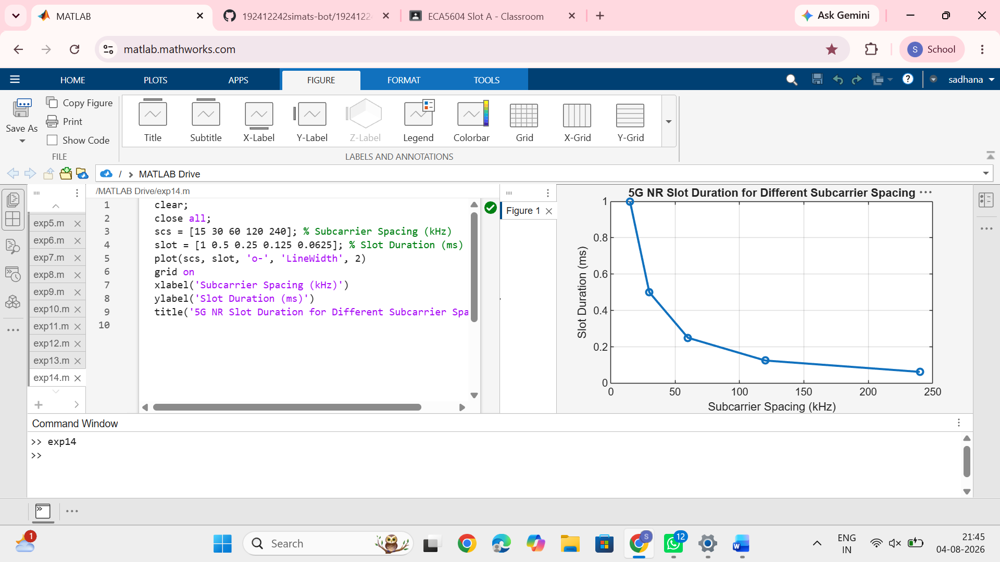 MATLAB
192412242simats-bot/1924122
ECA5604 Slot A - Classroom
Ask Gemini
matlab.mathworks.com
S
School
HOME
PLOTS
APPS
FIGURE
FORMAT
TOOLS
sadhana
Save As
Copy Figure
Print
Show Code
FILE
Title
Subtitle
X-Label
Y-Label
Z-Label
Legend
Colorbar
Grid
X-Grid
Y-Grid
LABELS AND ANNOTATIONS
/ › MATLAB Drive
/MATLAB Drive/exp14.m
exp5.m
exp6.m
exp7.m
exp8.m
exp9.m
exp10.m
exp11.m
exp12.m
exp13.m
exp14.m
1 clear;
2 close all;
3 scs = [15 30 60 120 240]; % Subcarrier Spacing (kHz)
4 slot = [1 0.5 0.25 0.125 0.0625]; % Slot Duration (ms)
5 plot(scs, slot, 'o-', 'LineWidth', 2)
6 grid on
7 xlabel('Subcarrier Spacing (kHz)')
8 ylabel('Slot Duration (ms)')
9 title('5G NR Slot Duration for Different Subcarrier Spa
10
Figure 1
5G NR Slot Duration for Different Subcarrier Spacing
1
0.8
0.6
0.4
0.2
0
Slot Duration (ms)
0 50 100 150 200 250
Subcarrier Spacing (kHz)
Command Window
>> exp14
>>
1
Search
S
12
ENG
IN
21:45
04-08-2026